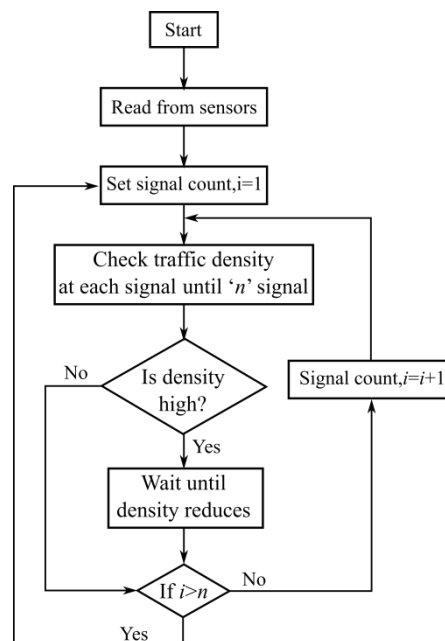 Start
Read from sensors
Set signal count,i=1
Check traffic density
at each signal until ‘n’ signal
Is density
high?
No
Yes
Signal count,i=i+1
Wait until
density reduces
If i>n
No
Yes